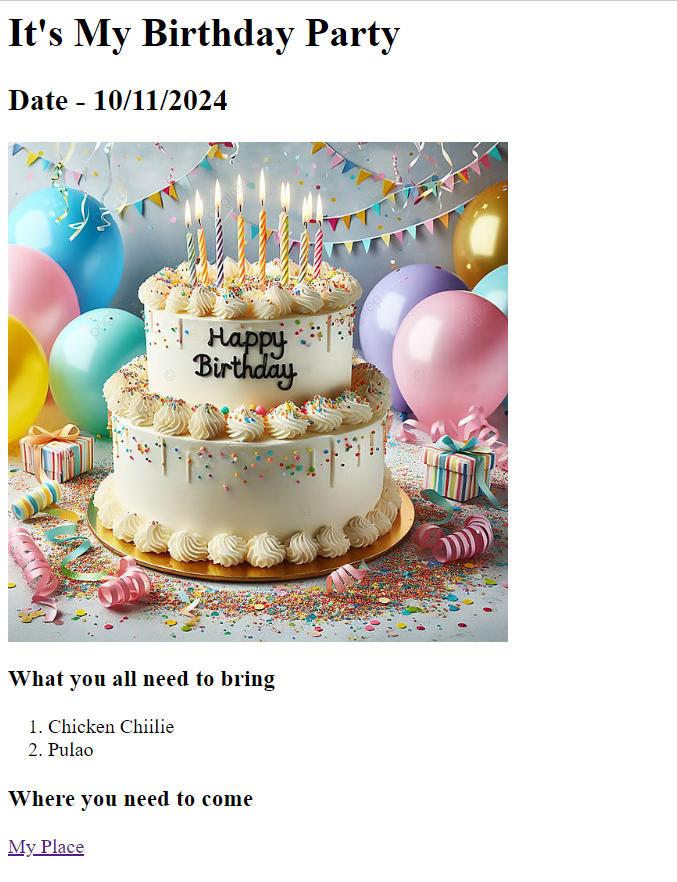 It's My Birthday Party
Date - 10/11/2024
Happy
Birthday
What you all need to bring
1. Chicken Chiilie
2. Pulao
Where you need to come
My Place